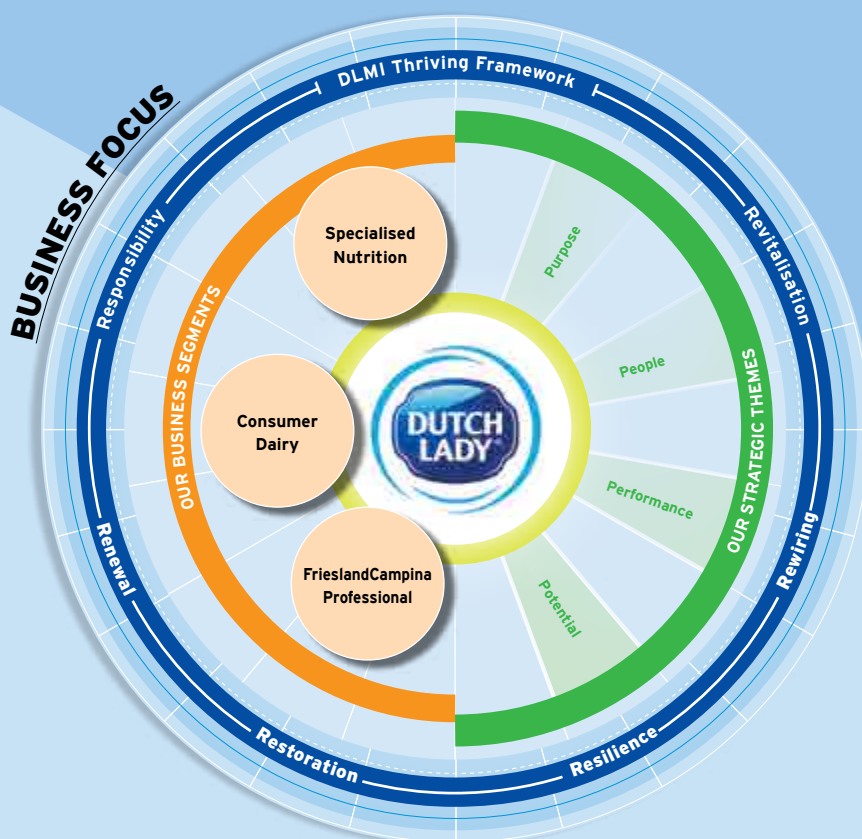 BUSINESS FOCUS
DLMI Thriving Framework
Revitalisation
Rewiring
Resilience
Restoration
Renewal
Responsibility
OUR BUSINESS SEGMENTS
Specialised
Nutrition
Consumer
Dairy
FrieslandCampina
Professional
DUTCH
LADY
OUR STRATEGIC THEMES
Purpose
People
Performance
Potential